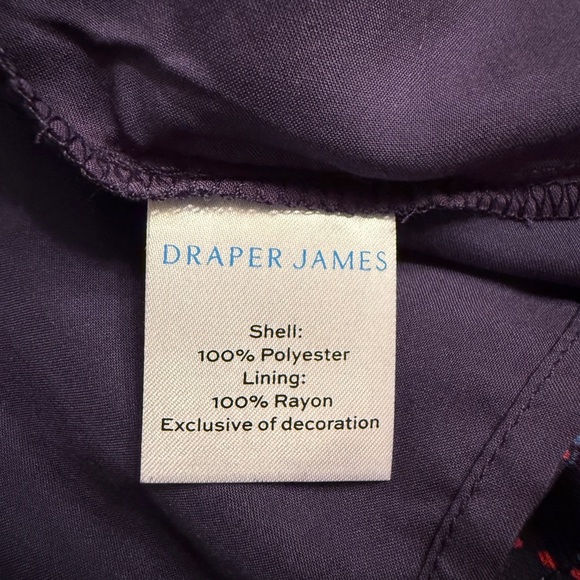 DRAPER JAMES
Shell:
100% Polyester
Lining:
100% Rayon
Exclusive of decoration